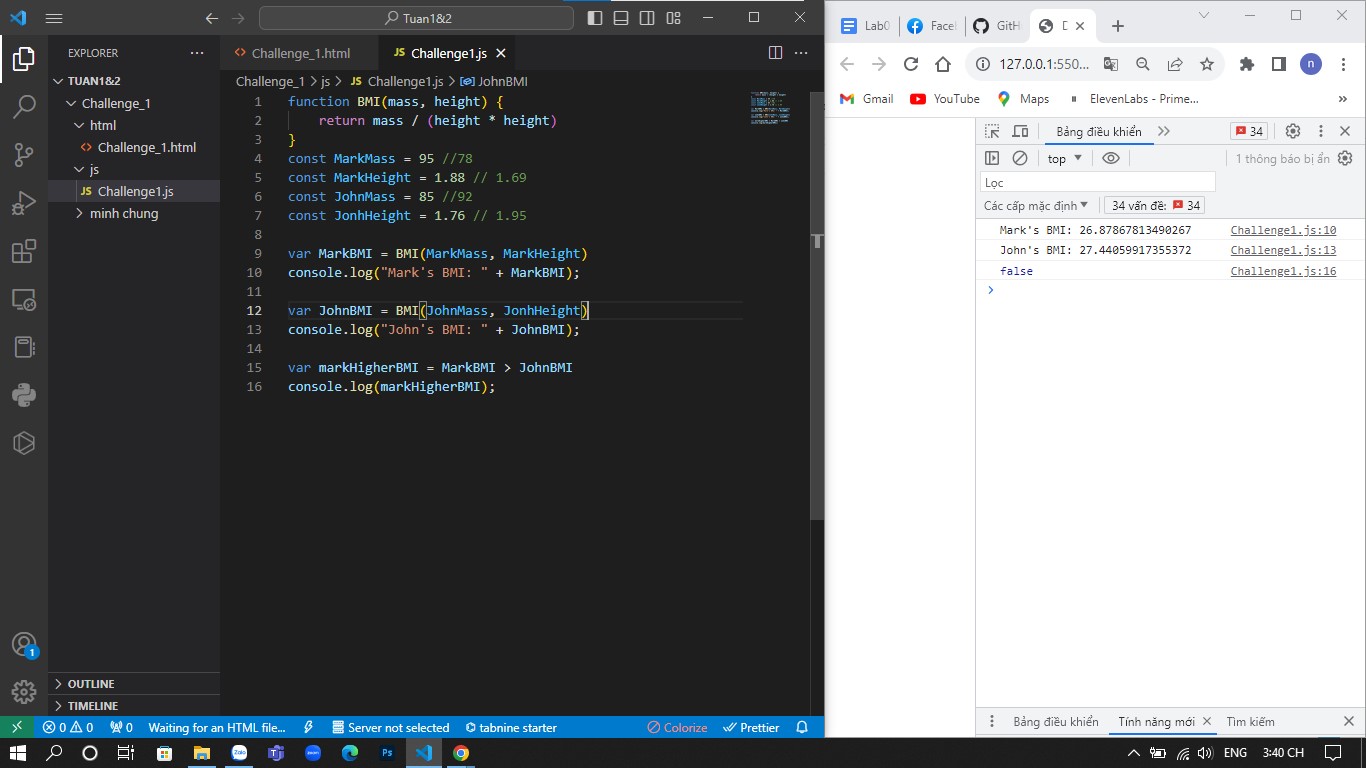 Tuan1&2
EXPLORER
TUAN1&2
Challenge_1
html
Challenge_1.html
js
JS Challenge1.js
minh chung
OUTLINE
TIMELINE
Challenge_1.html
JS Challenge1.js
Challenge_1 > js > JS Challenge1.js > JohnBMI
1 function BMI(mass, height) {
2 return mass / (height * height)
3 }
4 const MarkMass = 95 //78
5 const MarkHeight = 1.88 // 1.69
6 const JohnMass = 85 //92
7 const JonhHeight = 1.76 // 1.95
8
9 var MarkBMI = BMI(MarkMass, MarkHeight)
10 console.log("Mark's BMI: " + MarkBMI);
11
12 var JohnBMI = BMI(JohnMass, JonhHeight)
13 console.log("John's BMI: " + JohnBMI);
14
15 var markHigherBMI = MarkBMI > JohnBMI
16 console.log(markHigherBMI);
1
0 0 0 Waiting for an HTML file... Server not selected tabnine starter Colorize Prettier
Lab0 Face GitH D
127.0.0.1:550... n
Gmail YouTube Maps ElevenLabs - Prime... »
Bảng điều khiển 34
top 1 thông báo bị ẩn
Lọc
Các cấp mặc định 34 vấn đề: 34
Mark's BMI: 26.87867813490267 Challenge1.js:10
John's BMI: 27.44059917355372 Challenge1.js:13
false Challenge1.js:16
Bảng điều khiển Tính năng mới Tìm kiếm
Zalo Ps ENG 3:40 CH